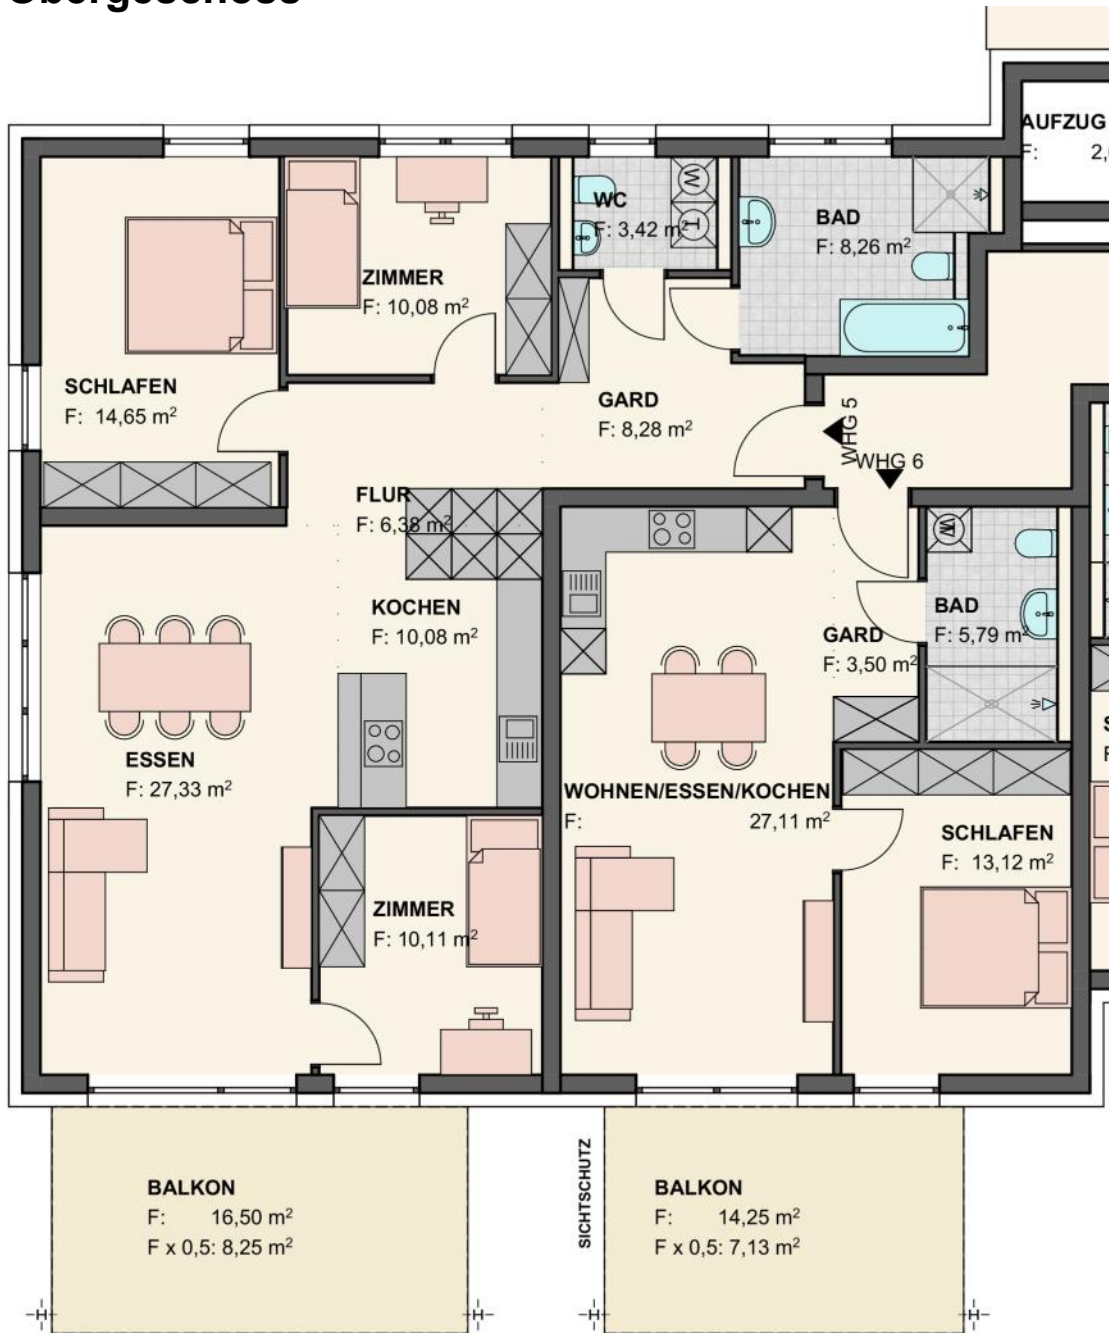 Obergeschoss
AUFZUG
F: 2,
WC
F: 3,42 m²
W
T
BAD
F: 8,26 m²
ZIMMER
F: 10,08 m²
SCHLAFEN
F: 14,65 m²
GARD
F: 8,28 m²
WHG 5
WHG 6
FLUR
F: 6,38 m²
W
KOCHEN
F: 10,08 m²
BAD
F: 5,79 m²
GARD
F: 3,50 m²
ESSEN
F: 27,33 m²
S
F
WOHNEN/ESSEN/KOCHEN
F: 27,11 m²
SCHLAFEN
F: 13,12 m²
ZIMMER
F: 10,11 m²
SICHTSCHUTZ
BALKON
F: 16,50 m²
F x 0,5: 8,25 m²
BALKON
F: 14,25 m²
F x 0,5: 7,13 m²
H
H
H
H